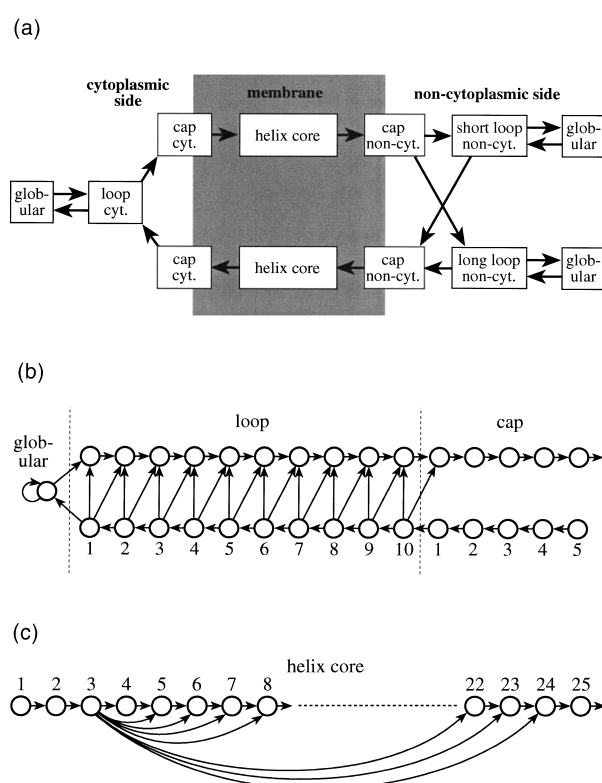 (a)
cytoplasmic
side
membrane
non-cytoplasmic side
cap
cyt.
helix core
cap
non-cyt.
short loop
non-cyt.
glob-
ular
glob-
ular
loop
cyt.
cap
cyt.
helix core
cap
non-cyt.
long loop
non-cyt.
glob-
ular
(b)
loop
cap
glob-
ular
1 2 3 4 5 6 7 8 9 10 1 2 3 4 5
(c)
helix core
1 2 3 4 5 6 7 8 22 23 24 25